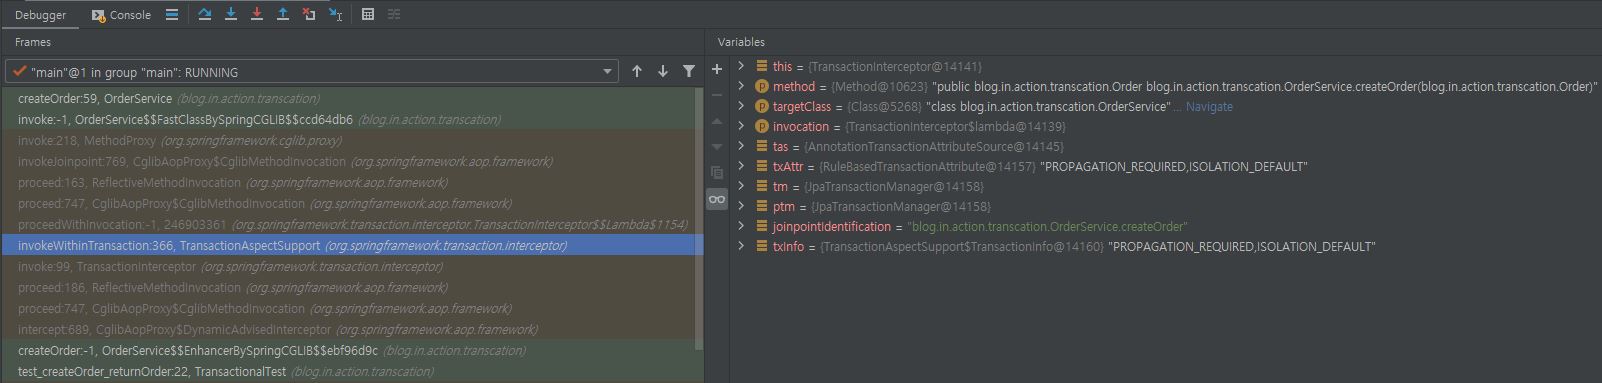 Debugger
Console
Frames
"main"@1 in group "main": RUNNING
createOrder:59, OrderService (blog.in.action.transcation)
invoke:-1, OrderService$$FastClassBySpringCGLIB$$ccd64db6 (blog.in.action.transcation)
invoke:218, MethodProxy (org.springframework.cglib.proxy)
invokeJoinpoint:769, CglibAopProxy$CglibMethodInvocation (org.springframework.aop.framework)
proceed:163, ReflectiveMethodInvocation (org.springframework.aop.framework)
proceed:747, CglibAopProxy$CglibMethodInvocation (org.springframework.aop.framework)
proceedWithInvocation:-1, 246903361 (org.springframework.transaction.interceptor.TransactionInterceptor$$Lambda$1154)
invokeWithinTransaction:366, TransactionAspectSupport (org.springframework.transaction.interceptor)
invoke:99, TransactionInterceptor (org.springframework.transaction.interceptor)
proceed:186, ReflectiveMethodInvocation (org.springframework.aop.framework)
proceed:747, CglibAopProxy$CglibMethodInvocation (org.springframework.aop.framework)
intercept:689, CglibAopProxy$DynamicAdvisedInterceptor (org.springframework.aop.framework)
createOrder:-1, OrderService$$EnhancerBySpringCGLIB$$ebf96d9c (blog.in.action.transcation)
test_createOrder_returnOrder:22, TransactionalTest (blog.in.action.transcation)
Variables
this = {TransactionInterceptor@14141}
method = {Method@10623} "public blog.in.action.transcation.Order blog.in.action.transcation.OrderService.createOrder(blog.in.action.transcation.Order)"
targetClass = {Class@5268} "class blog.in.action.transcation.OrderService" ... Navigate
invocation = {TransactionInterceptor$lambda@14139}
tas = {AnnotationTransactionAttributeSource@14145}
txAttr = {RuleBasedTransactionAttribute@14157} "PROPAGATION_REQUIRED,ISOLATION_DEFAULT"
tm = {JpaTransactionManager@14158}
ptm = {JpaTransactionManager@14158}
joinpointIdentification = "blog.in.action.transcation.OrderService.createOrder"
txInfo = {TransactionAspectSupport$TransactionInfo@14160} "PROPAGATION_REQUIRED,ISOLATION_DEFAULT"